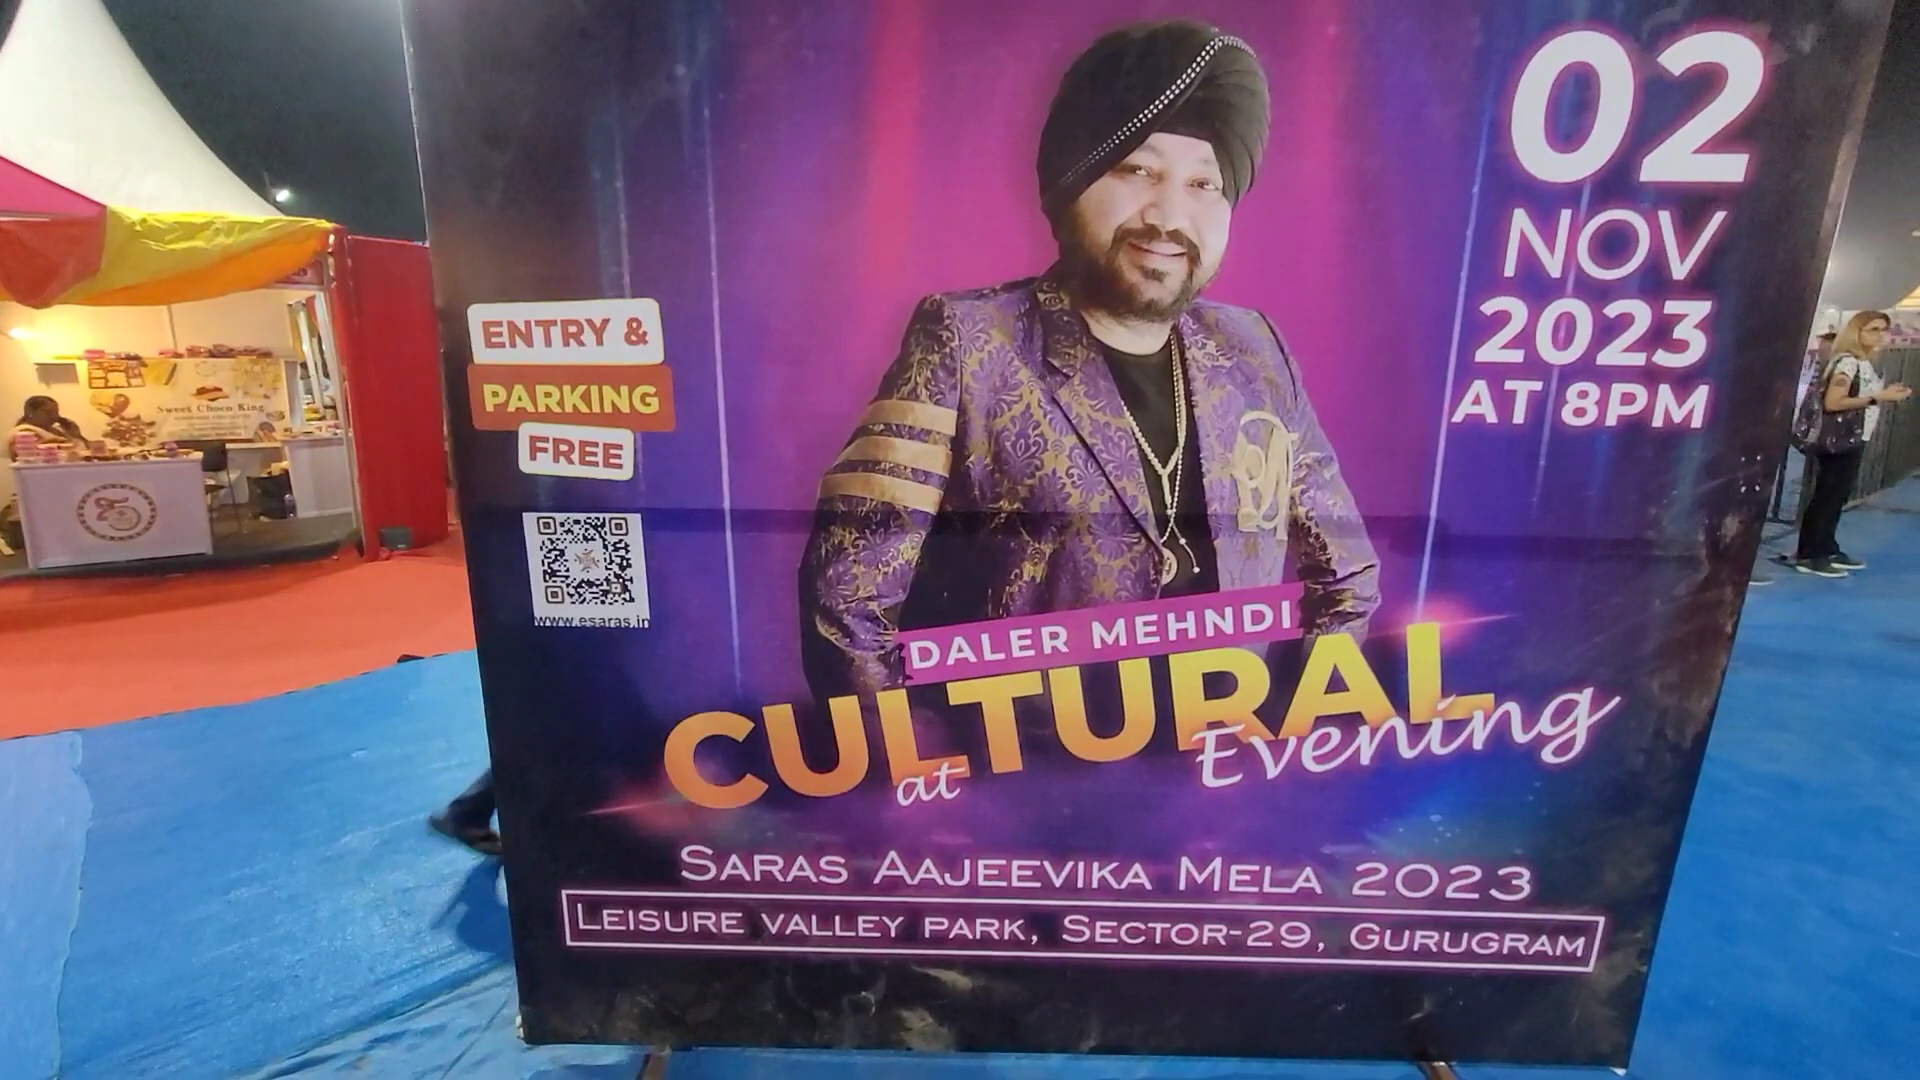 02
NOV
2023
AT 8PM
ENTRY &
PARKING
FREE
www.esaras.in
DALER MEHNDI
CULTURAL
Evening
at
SARAS AAJEEVIKA MELA 2023
LEISURE VALLEY PARK, SECTOR-29, GURUGRAM
Sweet Choco King